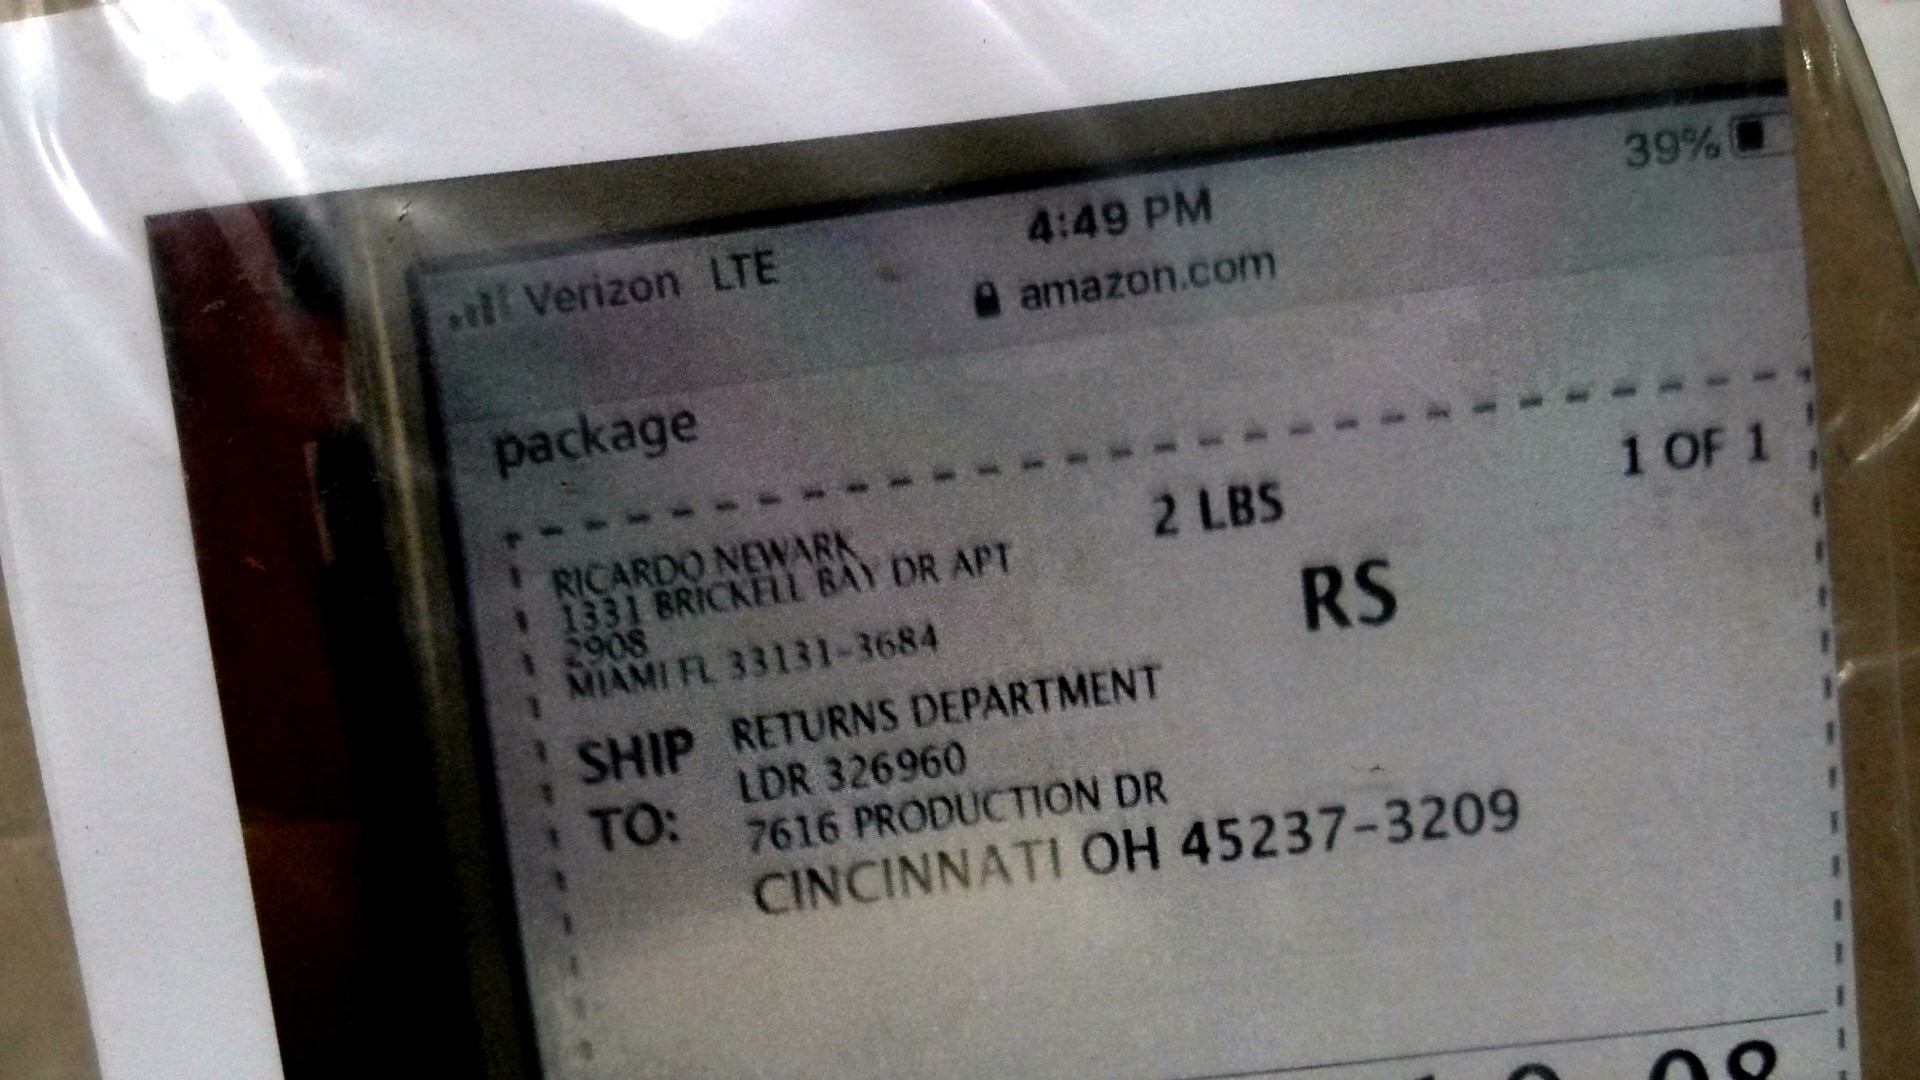 39%
4:49 PM
Verizon LTE
amazon.com
package
1 OF 1
2 LBS
RICARDO NEWARK
1331 BRICKELL BAY DR APT
2908
MIAMI FL 33131-3684
RS
SHIP TO:
RETURNS DEPARTMENT
LDR 326960
7616 PRODUCTION DR
CINCINNATI OH 45237-3209